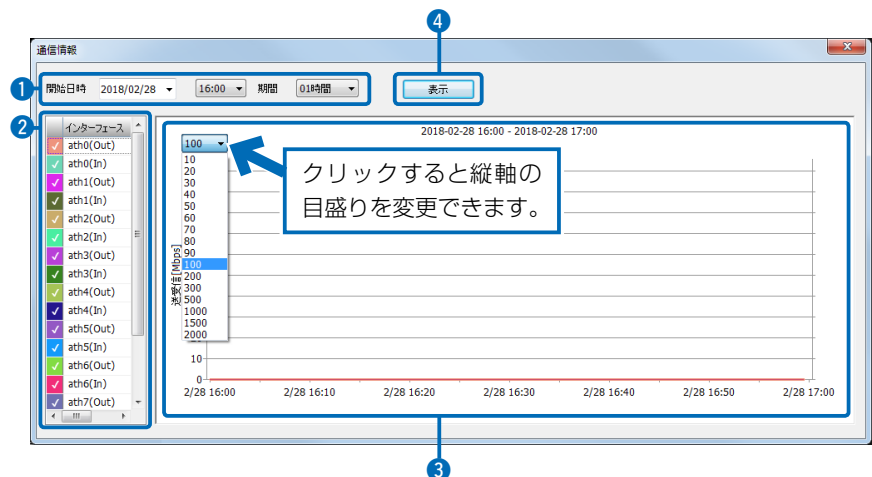 4
通信情報
x
1
開始日時 2018/02/28 16:00 期間 01時間 表示
2
インターフェース
ath0(Out)
ath0(In)
ath1(Out)
ath1(In)
ath2(Out)
ath2(In)
ath3(Out)
ath3(In)
ath4(Out)
ath4(In)
ath5(Out)
ath5(In)
ath6(Out)
ath6(In)
ath7(Out)
2018-02-28 16:00 - 2018-02-28 17:00
100
10
20
30
40
50
60
70
80
90
100
200
300
500
1000
1500
2000
クリックすると縦軸の
目盛りを変更できます。
送受信[Mbps]
10
0
2/28 16:00 2/28 16:10 2/28 16:20 2/28 16:30 2/28 16:40 2/28 16:50 2/28 17:00
3